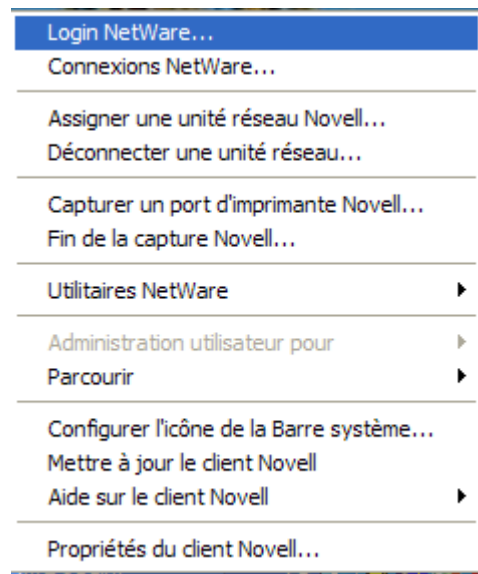 Login NetWare...
Connexions NetWare...
Assigner une unité réseau Novell...
Déconnecter une unité réseau...
Capturer un port d'imprimante Novell...
Fin de la capture Novell...
Utilitaires NetWare
Administration utilisateur pour
Parcourir
Configurer l'icône de la Barre système...
Mettre à jour le client Novell
Aide sur le client Novell
Propriétés du client Novell...